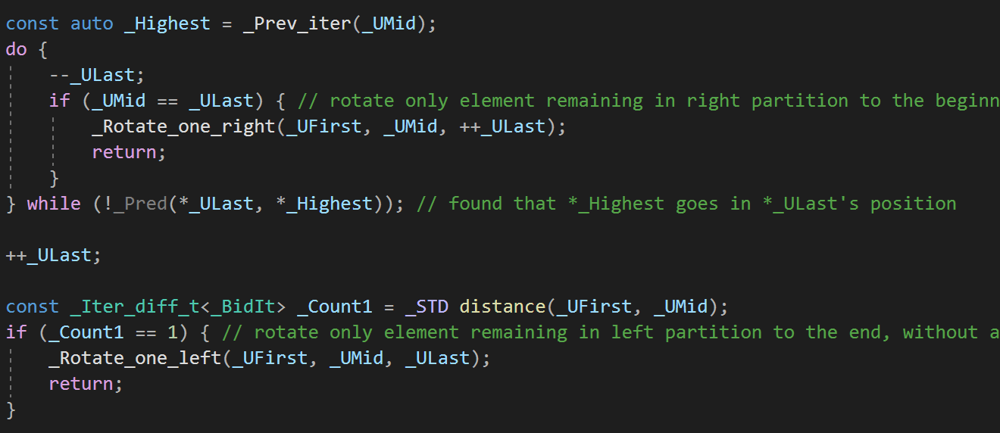 const auto _Highest = _Prev_iter(_UMid);
do {
    --_ULast;
    if (_UMid == _ULast) { // rotate only element remaining in right partition to the beginn
        _Rotate_one_right(_UFirst, _UMid, ++_ULast);
        return;
    }
} while (!_Pred(*_ULast, *_Highest)); // found that *_Highest goes in *_ULast's position
++_ULast;
const _Iter_diff_t<_BidIt> _Count1 = _STD distance(_UFirst, _UMid);
if (_Count1 == 1) { // rotate only element remaining in left partition to the end, without a
    _Rotate_one_left(_UFirst, _UMid, _ULast);
    return;
}